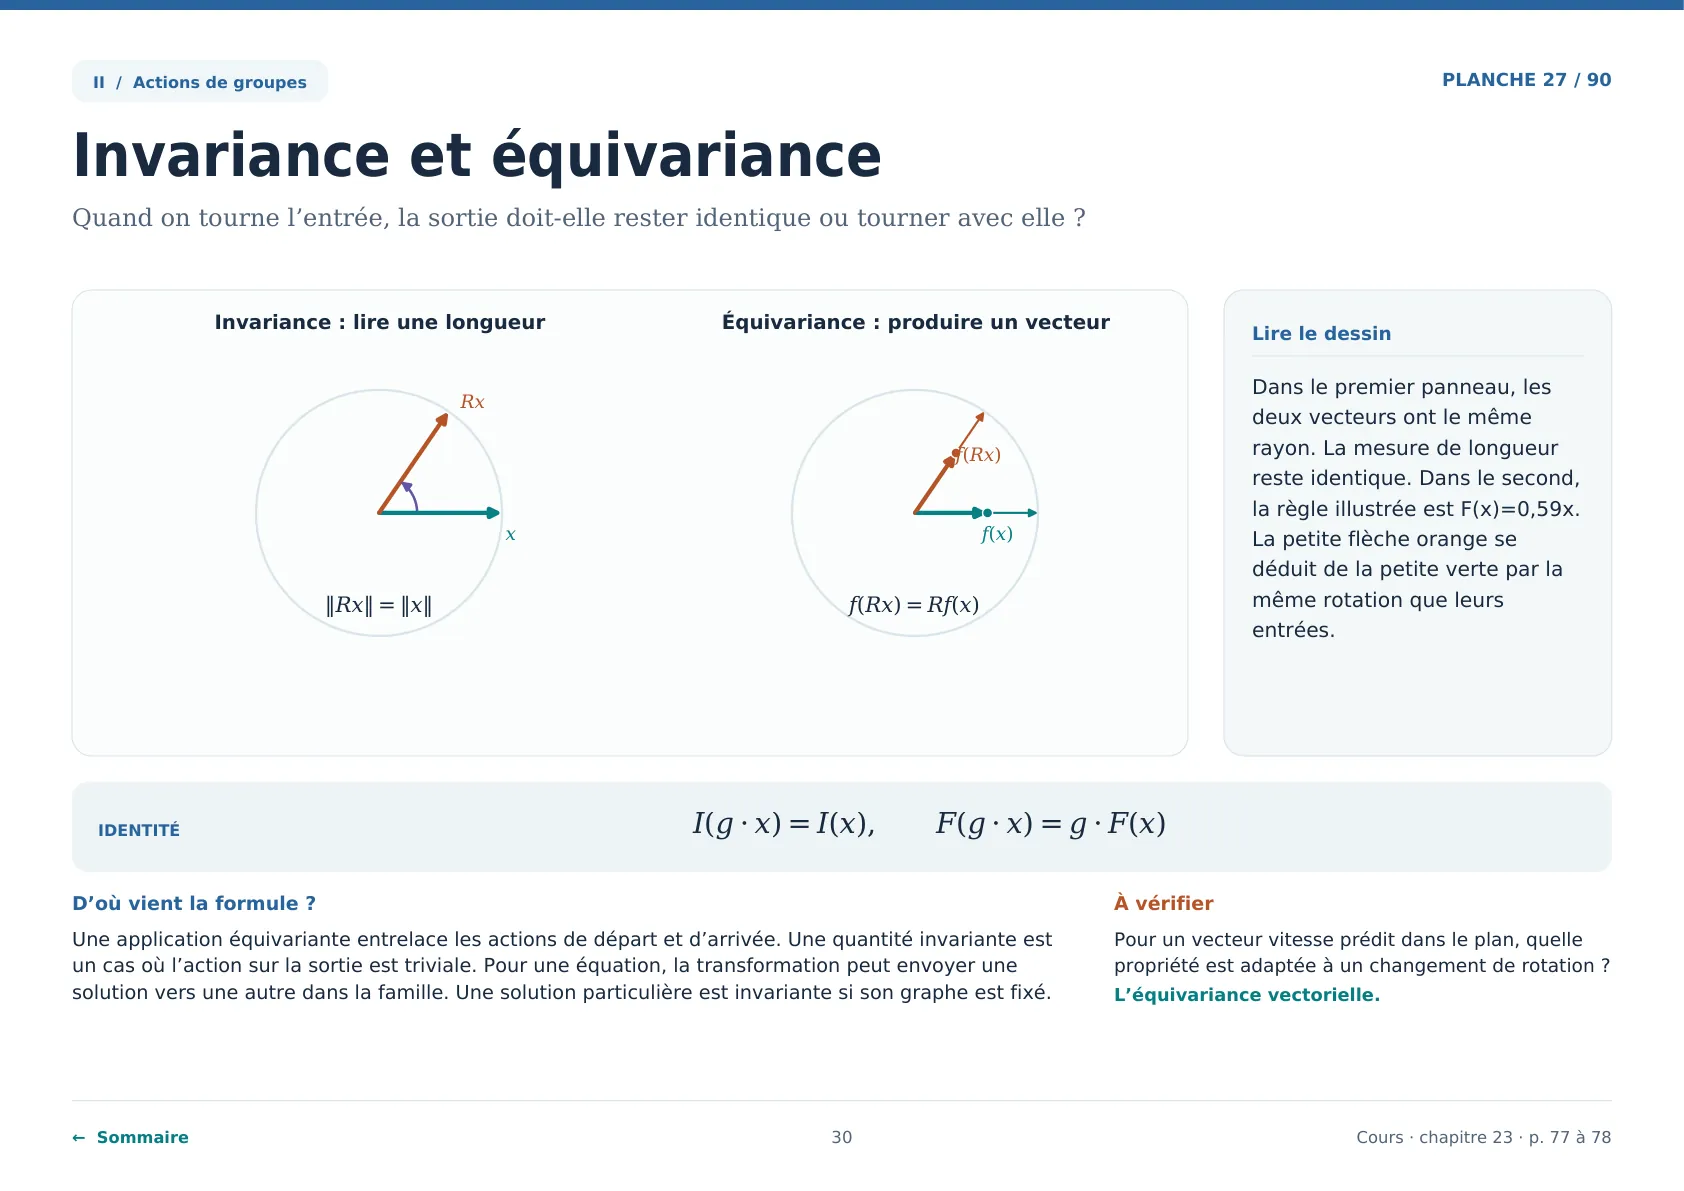 II / Actions de groupes
PLANCHE 27 / 90
Invariance et équivariance
Quand on tourne l’entrée, la sortie doit-elle rester identique ou tourner avec elle ?
Invariance : lire une longueur
Rx
x
‖Rx‖ = ‖x‖
Équivariance : produire un vecteur
f(Rx)
f(x)
f(Rx) = Rf(x)
Lire le dessin
Dans le premier panneau, les
deux vecteurs ont le même
rayon. La mesure de longueur
reste identique. Dans le second,
la règle illustrée est F(x)=0,59x.
La petite flèche orange se
déduit de la petite verte par la
même rotation que leurs
entrées.
IDENTITÉ
I(g · x) = I(x), F(g · x) = g · F(x)
D’où vient la formule ?
Une application équivariante entrelace les actions de départ et d’arrivée. Une quantité invariante est
un cas où l’action sur la sortie est triviale. Pour une équation, la transformation peut envoyer une
solution vers une autre dans la famille. Une solution particulière est invariante si son graphe est fixé.
À vérifier
Pour un vecteur vitesse prédit dans le plan, quelle
propriété est adaptée à un changement de rotation ?
L’équivariance vectorielle.
← Sommaire
30
Cours · chapitre 23 · p. 77 à 78